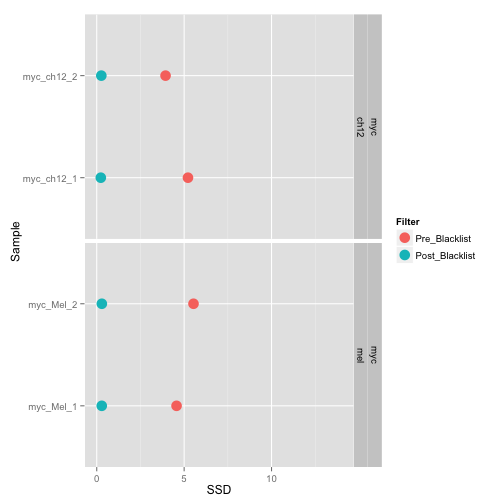 myc_ch12_2
myc_ch12_1
myc
ch12
myc_Mel_2
myc_Mel_1
myc
mel
Sample
0
5
10
SSD
Filter
Pre_Blacklist
Post_Blacklist